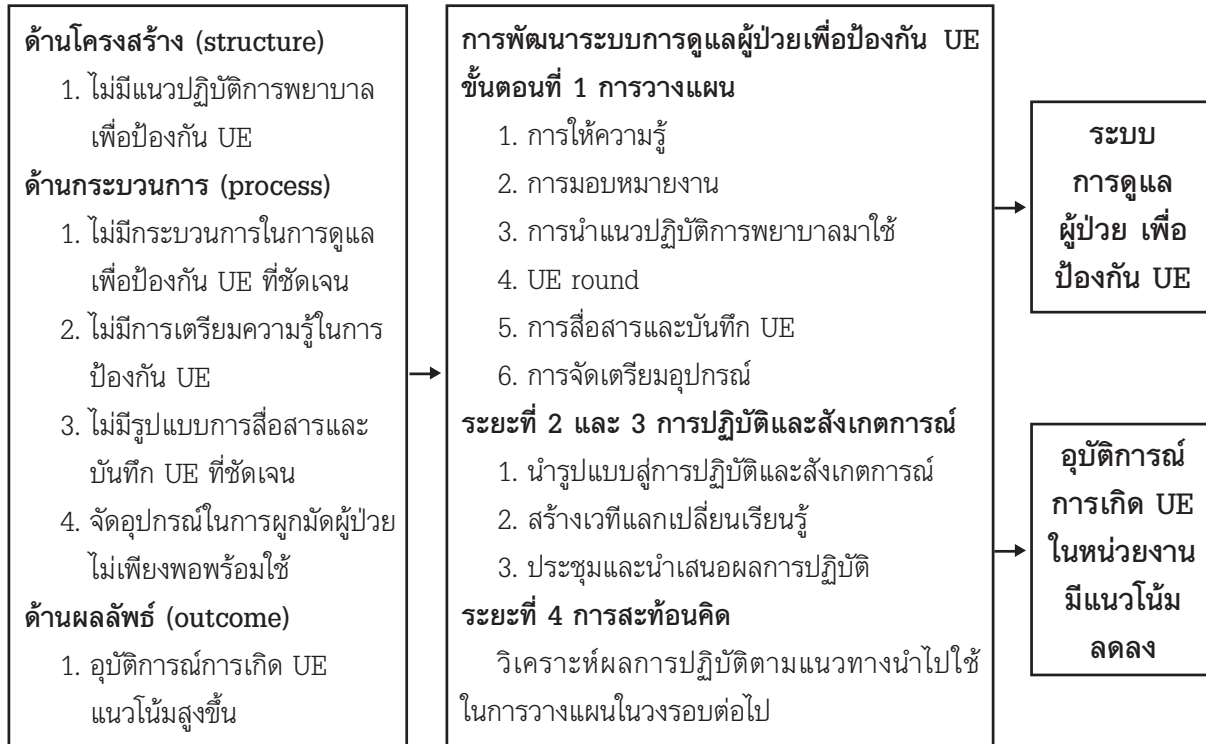 ด้านโครงสร้าง (structure)
1. ไม่มีแนวปฏิบัติการพยาบาล
เพื่อป้องกัน UE
ด้านกระบวนการ (process)
1. ไม่มีกระบวนการในการดูแล
เพื่อป้องกัน UE ที่ชัดเจน
2. ไม่มีการเตรียมความรู้ในการ
ป้องกัน UE
3. ไม่มีรูปแบบการสื่อสารและ
บันทึก UE ที่ชัดเจน
4. จัดอุปกรณ์ในการผูกมัดผู้ป่วย
ไม่เพียงพอพร้อมใช้
ด้านผลลัพธ์ (outcome)
1. อุบัติการณ์การเกิด UE
แนวโน้มสูงขึ้น
การพัฒนาระบบการดูแลผู้ป่วยเพื่อป้องกัน UE
ขั้นตอนที่ 1 การวางแผน
1. การให้ความรู้
2. การมอบหมายงาน
3. การนำแนวปฏิบัติการพยาบาลมาใช้
4. UE round
5. การสื่อสารและบันทึก UE
6. การจัดเตรียมอุปกรณ์
ระยะที่ 2 และ 3 การปฏิบัติและสังเกตการณ์
1. นำรูปแบบสู่การปฏิบัติและสังเกตการณ์
2. สร้างเวทีแลกเปลี่ยนเรียนรู้
3. ประชุมและนำเสนอผลการปฏิบัติ
ระยะที่ 4 การสะท้อนคิด
วิเคราะห์ผลการปฏิบัติตามแนวทางนำไปใช้
ในการวางแผนในวงรอบต่อไป
ระบบ
การดูแล
ผู้ป่วย เพื่อ
ป้องกัน UE
อุบัติการณ์
การเกิด UE
ในหน่วยงาน
มีแนวโน้ม
ลดลง